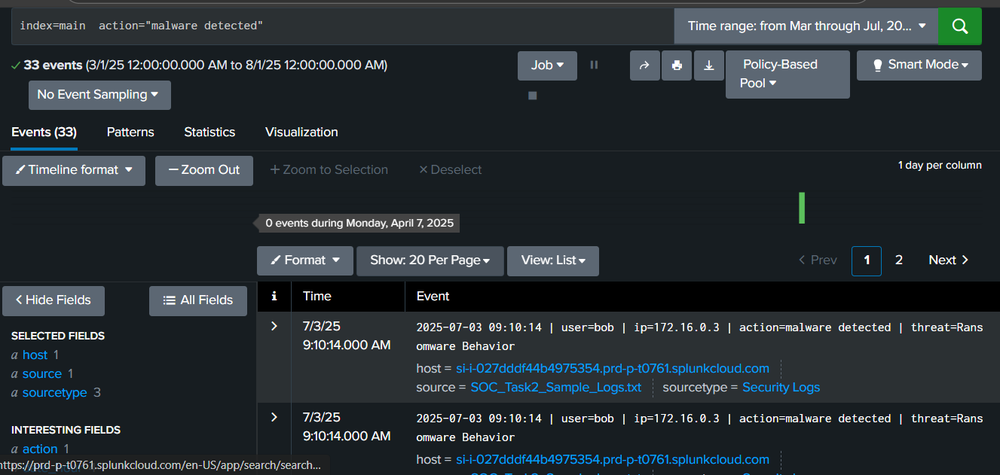 index=main  action="malware detected"
Time range: from Mar through Jul, 20...
33 events (3/1/25 12:00:00.000 AM to 8/1/25 12:00:00.000 AM)
Job
Policy-Based Pool
Smart Mode
No Event Sampling
Events (33)
Patterns
Statistics
Visualization
Timeline format
— Zoom Out
+ Zoom to Selection
× Deselect
1 day per column
0 events during Monday, April 7, 2025
Format
Show: 20 Per Page
View: List
< Prev
1
2
Next >
< Hide Fields
All Fields
i
Time
Event
SELECTED FIELDS
a host 1
a source 1
a sourcetype 3
INTERESTING FIELDS
a action 1
> 7/3/25
9:10:14.000 AM
2025-07-03 09:10:14 | user=bob | ip=172.16.0.3 | action=malware detected | threat=Rans
omware Behavior
host = si-i-027dddf44b4975354.prd-p-t0761.splunkcloud.com
source = SOC_Task2_Sample_Logs.txt
sourcetype = Security Logs
> 7/3/25
9:10:14.000 AM
2025-07-03 09:10:14 | user=bob | ip=172.16.0.3 | action=malware detected | threat=Rans
omware Behavior
host = si-i-027dddf44b4975354.prd-p-t0761.splunkcloud.com
https://prd-p-t0761.splunkcloud.com/en-US/app/search/search...